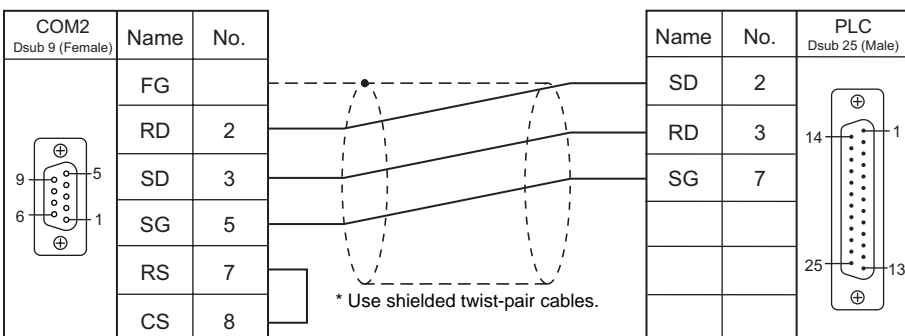 COM2
Dsub 9 (Female)
Name No.
FG
RD 2
SD 3
SG 5
RS 7
CS 8
9
5
6
1
* Use shielded twist-pair cables.
Name No.
PLC
Dsub 25 (Male)
SD 2
RD 3
SG 7
14
1
25
13